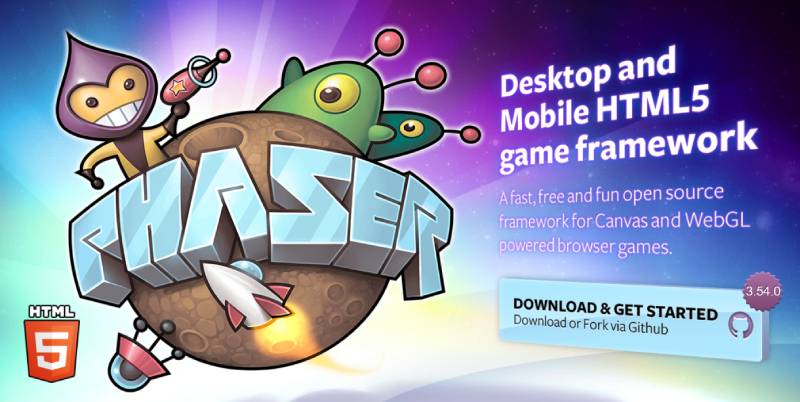 PHASER
HTML
5
Desktop and
Mobile HTML5
game framework
A fast, free and fun open source
framework for Canvas and WebGL
powered browser games.
3.54.0
DOWNLOAD & GET STARTED
Download or Fork via Github